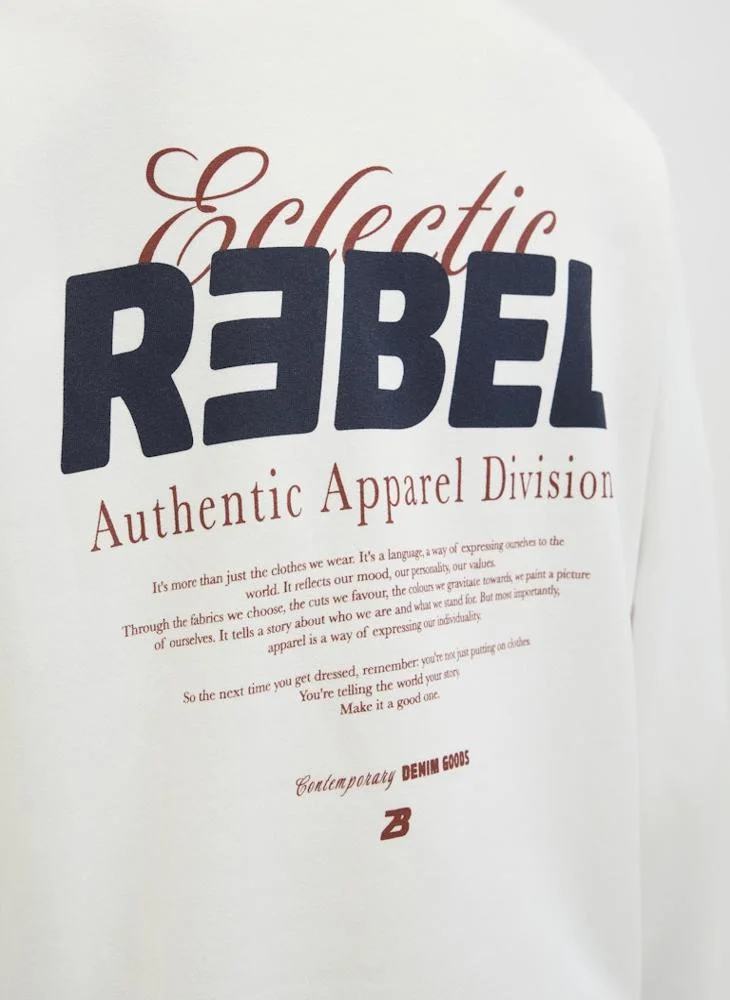 Eclectic
REBEL
Authentic Apparel Division
It's more than just the clothes we wear. It's a language, a way of expressing ourselves to the
world. It reflects our mood, our personality, our values.
Through the fabrics we choose, the cuts we favour, the colours we gravitate towards, we paint a picture
of ourselves. It tells a story about who we are and what we stand for. But most importantly,
apparel is a way of expressing our individuality.
So the next time you get dressed, remember: you're not just putting on clothes.
You're telling the world your story.
Make it a good one.
Contemporary DENIM GOODS
ZB